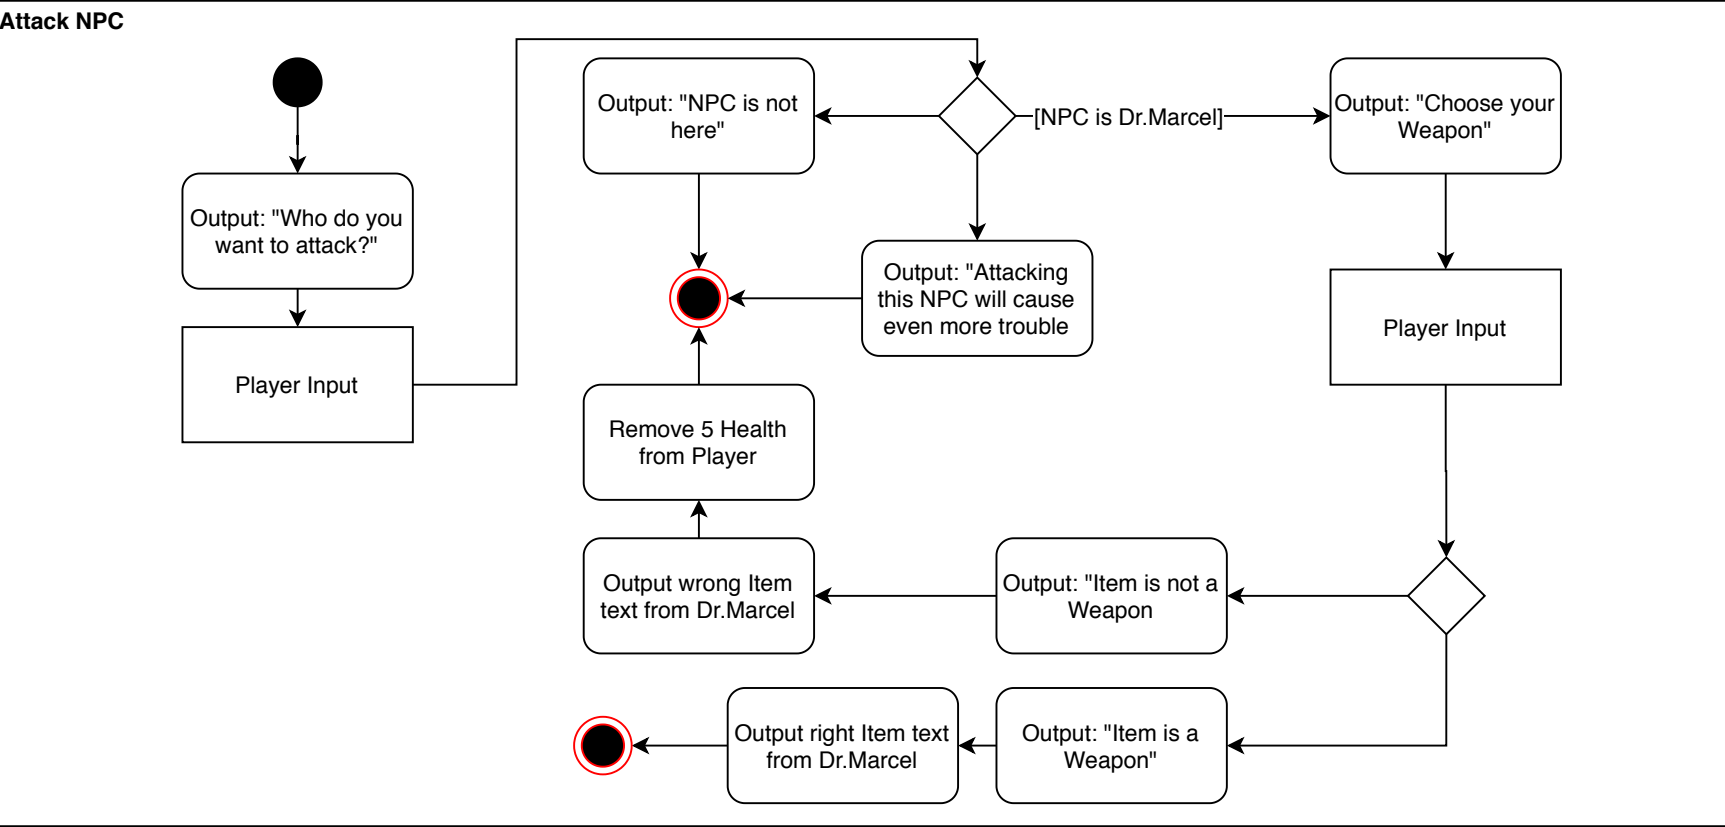 Attack NPC
Output: "Who do you
want to attack?"
Player Input
Output: "NPC is not
here"
[NPC is Dr.Marcel]
Output: "Choose your
Weapon"
Output: "Attacking
this NPC will cause
even more trouble
Player Input
Remove 5 Health
from Player
Output wrong Item
text from Dr.Marcel
Output: "Item is not a
Weapon
Output right Item text
from Dr.Marcel
Output: "Item is a
Weapon"